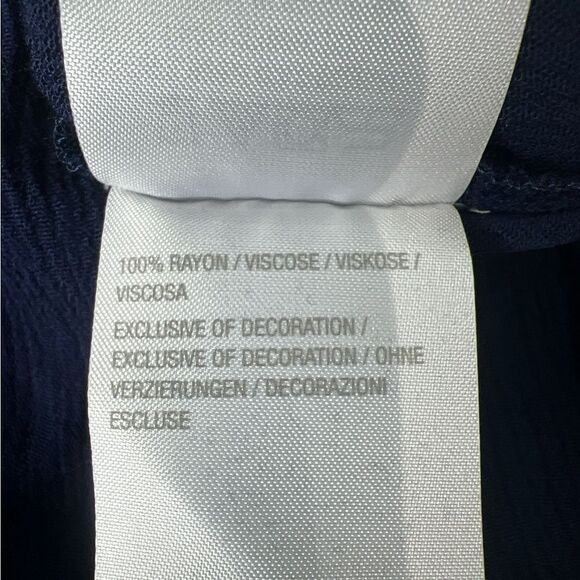 100% RAYON / VISCOSE / VISKOSE /
VISCOSA
EXCLUSIVE OF DECORATION /
EXCLUSIVE OF DECORATION / OHNE
VERZIERUNGEN / DECORAZIONI
ESCLUSE